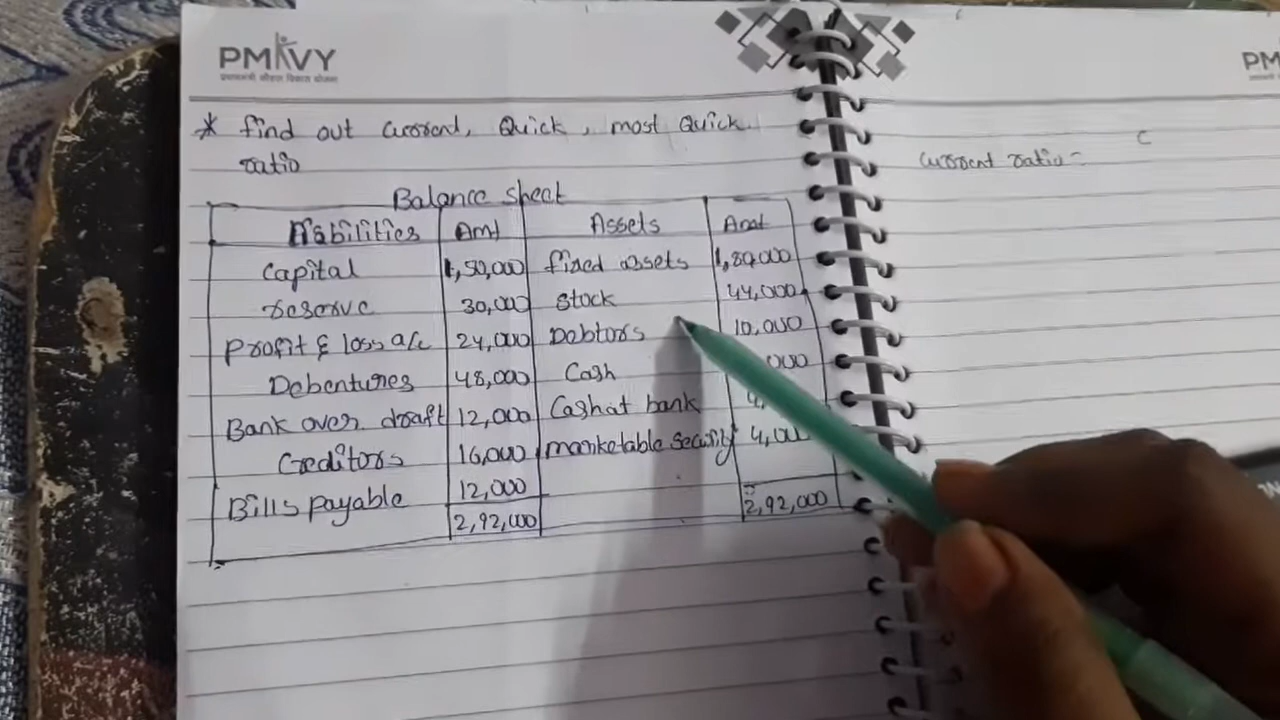 PMKVY
* find out current, Quick, most Quick
ratio
Balance sheet
Liabilities Amt Assets Amt
Capital 1,50,000 fixed assets 1,80,000
reserve 30,000 Stock 44,000
Profit & loss a/c 24,000 Debtors 10,000
Debentures 48,000 Cash
Bank over draft 12,000 Cash at bank
Creditors 16,000 marketable security
Bills payable 12,000
2,92,000 2,92,000
PM
C
current ratio =